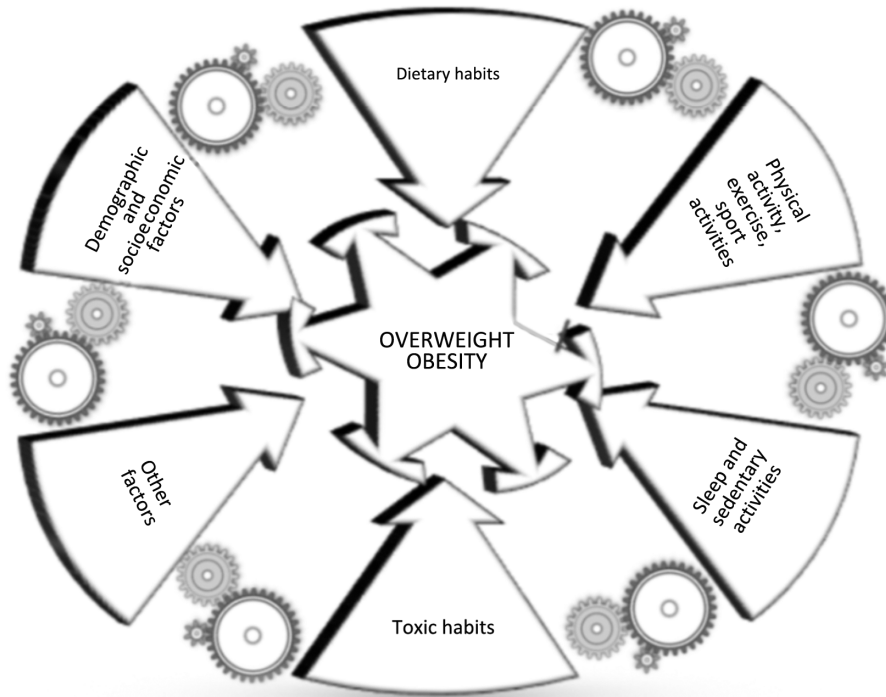 Dietary habits
Physical
activity,
exercise,
sport
activities
Demographic
and
socioeconomic
factors
OVERWEIGHT
OBESITY
Sleep and
sedentary
activities
Other
factors
Toxic habits